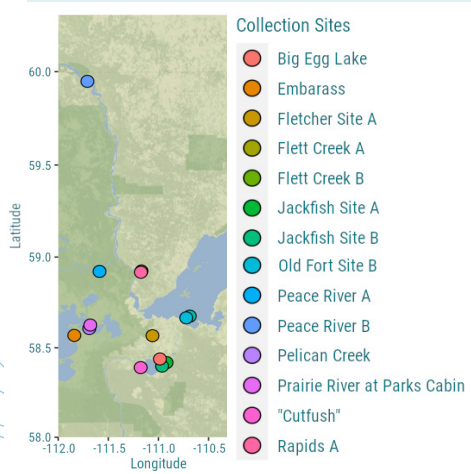 Collection Sites
Big Egg Lake
Embarass
Fletcher Site A
Flett Creek A
Flett Creek B
Jackfish Site A
Jackfish Site B
Old Fort Site B
Peace River A
Peace River B
Pelican Creek
Prairie River at Parks Cabin
"Cutfush"
Rapids A
Latitude
60.0
59.5
59.0
58.5
58.0
-112.0 -111.5 -111.0 -110.5
Longitude